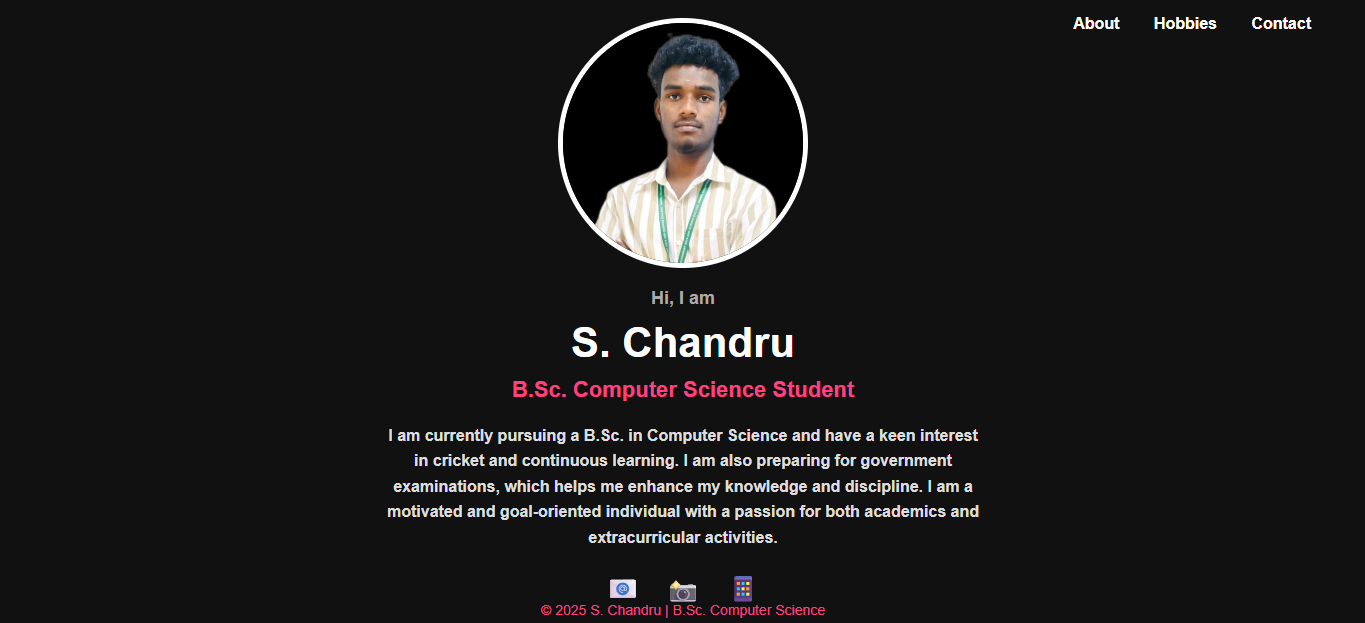 About Hobbies Contact
Hi, I am
S. Chandru
B.Sc. Computer Science Student
I am currently pursuing a B.Sc. in Computer Science and have a keen interest
in cricket and continuous learning. I am also preparing for government
examinations, which helps me enhance my knowledge and discipline. I am a
motivated and goal-oriented individual with a passion for both academics and
extracurricular activities.
© 2025 S. Chandru | B.Sc. Computer Science